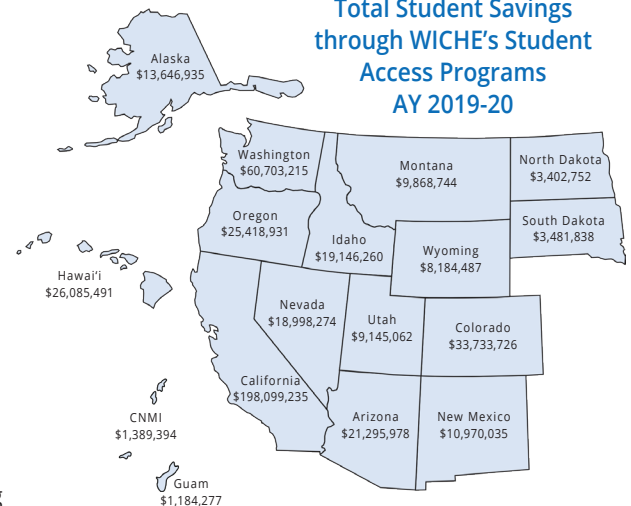 Total Student Savings
through WICHE's Student
Access Programs
AY 2019-20
Alaska
$13,646,935
Washington
$60,703,215
Montana
$9,868,744
North Dakota
$3,402,752
Oregon
$25,418,931
Idaho
$19,146,260
South Dakota
$3,481,838
Wyoming
$8,184,487
Hawai'i
$26,085,491
Nevada
$18,998,274
Utah
$9,145,062
Colorado
$33,733,726
California
$198,099,235
Arizona
$21,295,978
New Mexico
$10,970,035
CNMI
$1,389,394
Guam
$1,184,277